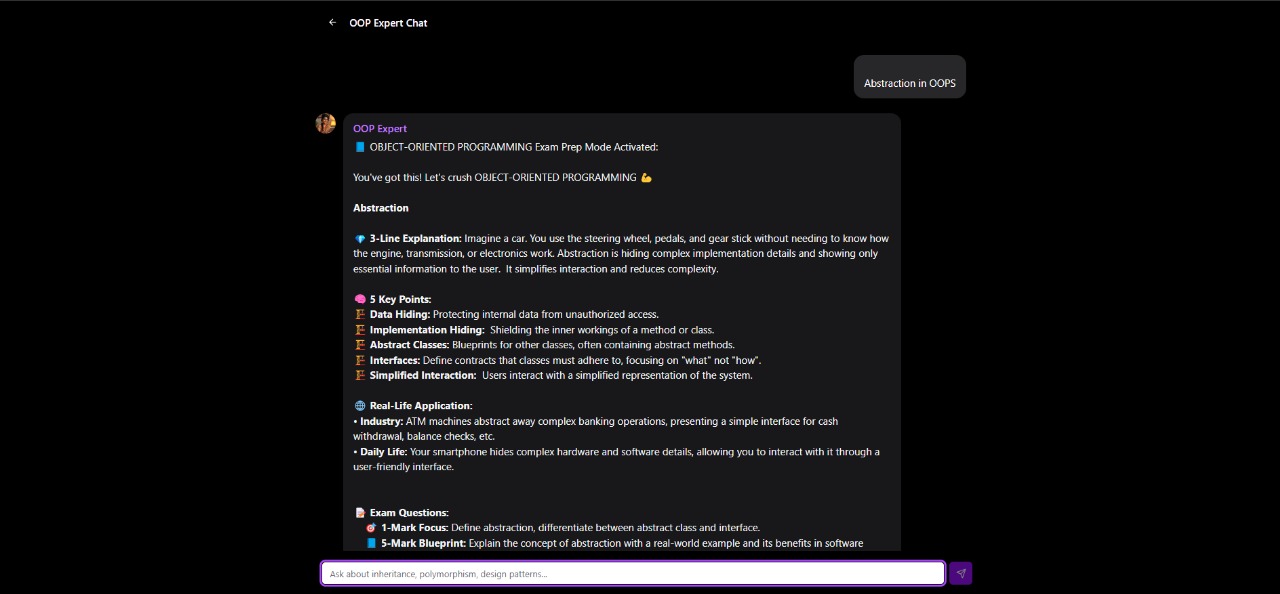 OOP Expert Chat
Abstraction in OOPS
OOP Expert
OBJECT-ORIENTED PROGRAMMING Exam Prep Mode Activated:
You've got this! Let's crush OBJECT-ORIENTED PROGRAMMING 💪
Abstraction
💎 3-Line Explanation: Imagine a car. You use the steering wheel, pedals, and gear stick without needing to know how
the engine, transmission, or electronics work. Abstraction is hiding complex implementation details and showing only
essential information to the user. It simplifies interaction and reduces complexity.
🧠 5 Key Points:
Data Hiding: Protecting internal data from unauthorized access.
Implementation Hiding: Shielding the inner workings of a method or class.
Abstract Classes: Blueprints for other classes, often containing abstract methods.
Interfaces: Define contracts that classes must adhere to, focusing on "what" not "how".
Simplified Interaction: Users interact with a simplified representation of the system.
🌐 Real-Life Application:
• Industry: ATM machines abstract away complex banking operations, presenting a simple interface for cash
withdrawal, balance checks, etc.
• Daily Life: Your smartphone hides complex hardware and software details, allowing you to interact with it through a
user-friendly interface.
📝 Exam Questions:
🎯 1-Mark Focus: Define abstraction, differentiate between abstract class and interface.
📘 5-Mark Blueprint: Explain the concept of abstraction with a real-world example and its benefits in software
Ask about inheritance, polymorphism, design patterns...